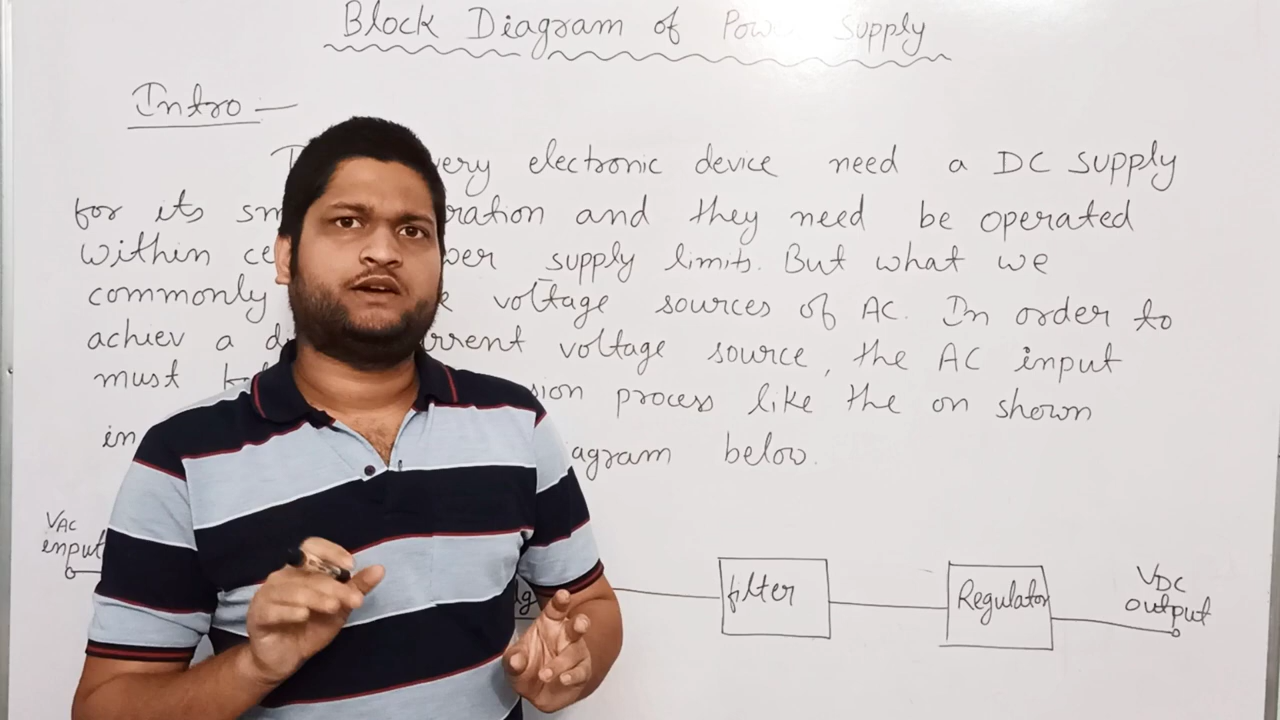 Block Diagram of Power Supply
Intro –
very electronic device need a DC supply
for its sm ration and they need be operated
within ce wer supply limits. But what we
commonly voltage sources of AC. In order to
achiev a d urrent voltage source, the AC input
must sion process like the on shown
in agram below.
VAC
input
filter
Regulator
VDC
output